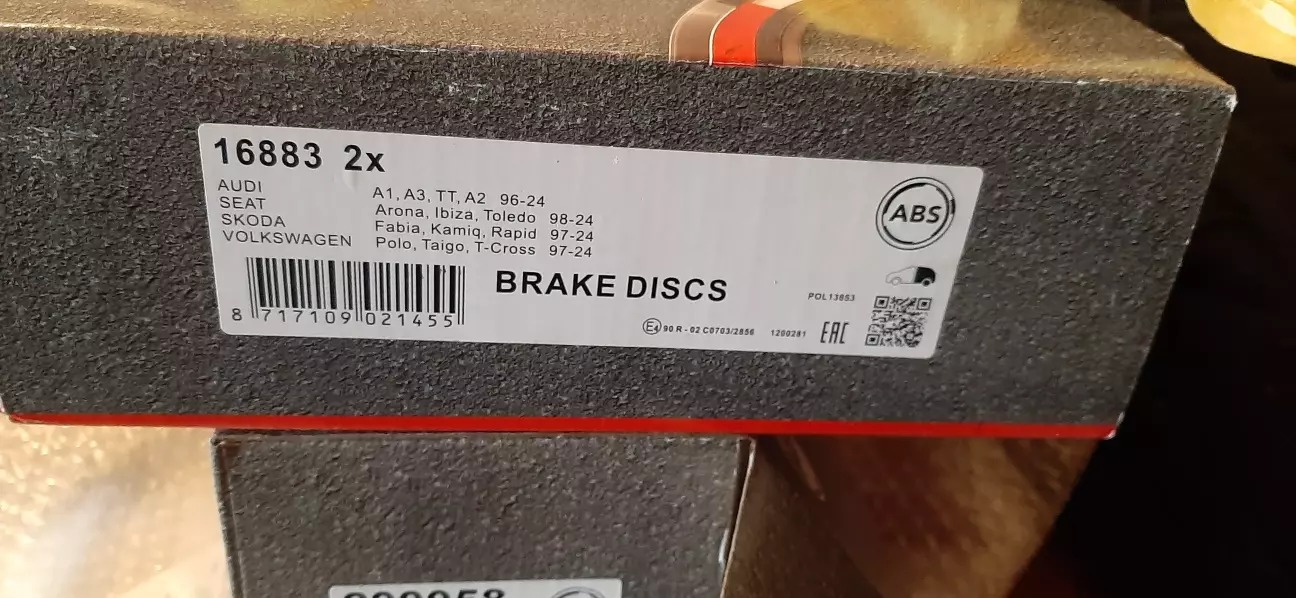 16883 2x
AUDI A1, A3, TT, A2 96-24
SEAT Arona, Ibiza, Toledo 98-24
SKODA Fabia, Kamiq, Rapid 97-24
VOLKSWAGEN Polo, Taigo, T-Cross 97-24
ABS
BRAKE DISCS
POL13853
8 717109 021455
E4 90 R - 02 C0703/2856 1200281 EAC